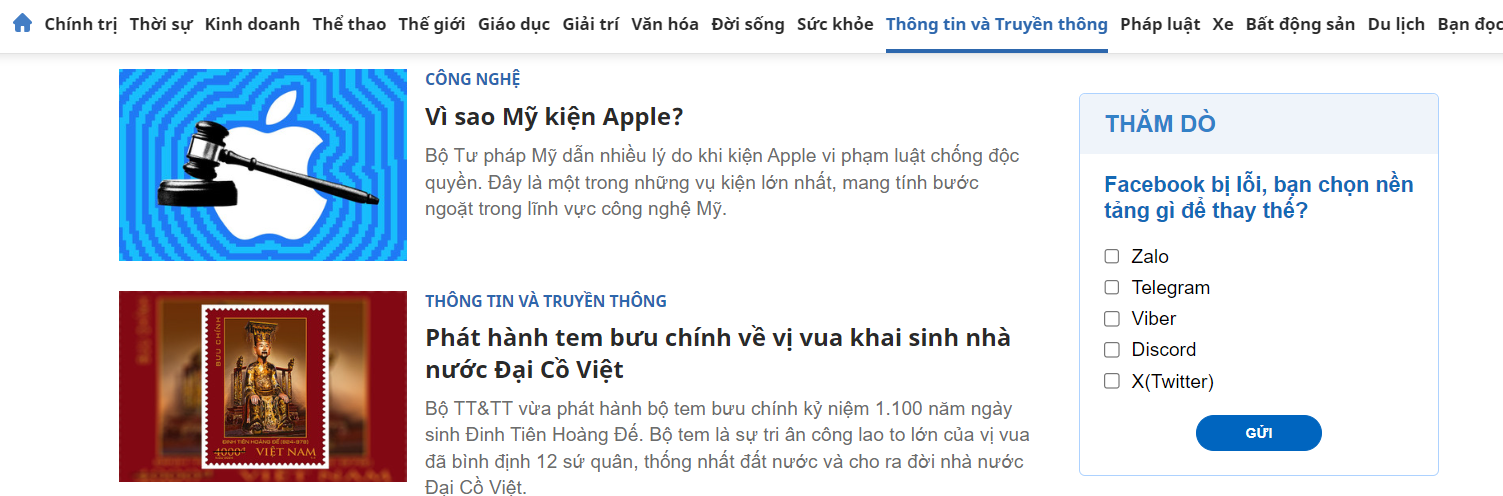 Chính trị Thời sự Kinh doanh Thể thao Thế giới Giáo dục Giải trí Văn hóa Đời sống Sức khỏe Thông tin và Truyền thông Pháp luật Xe Bất động sản Du lịch Bạn đọc
CÔNG NGHỆ
Vì sao Mỹ kiện Apple?
Bộ Tư pháp Mỹ dẫn nhiều lý do khi kiện Apple vi phạm luật chống độc
quyền. Đây là một trong những vụ kiện lớn nhất, mang tính bước
ngoặt trong lĩnh vực công nghệ Mỹ.
BƯU CHÍNH
ĐINH TIÊN HOÀNG ĐẾ (924-979)
4000đ VIỆT NAM
THÔNG TIN VÀ TRUYỀN THÔNG
Phát hành tem bưu chính về vị vua khai sinh nhà
nước Đại Cồ Việt
Bộ TT&TT vừa phát hành bộ tem bưu chính kỷ niệm 1.100 năm ngày
sinh Đinh Tiên Hoàng Đế. Bộ tem là sự tri ân công lao to lớn của vị vua
đã bình định 12 sứ quân, thống nhất đất nước và cho ra đời nhà nước
Đại Cồ Việt.
THĂM DÒ
Facebook bị lỗi, bạn chọn nền
tảng gì để thay thế?
Zalo
Telegram
Viber
Discord
X(Twitter)
GỬI